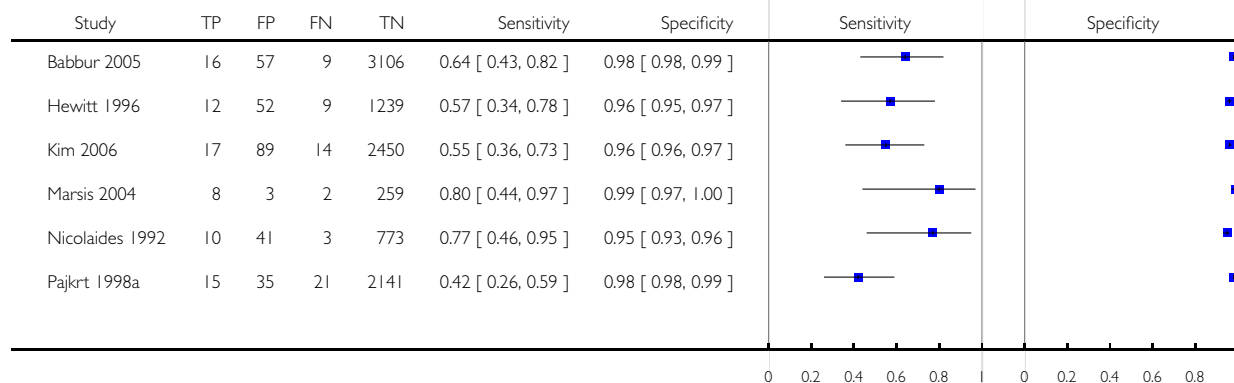 Study TP FP FN TN Sensitivity Specificity Sensitivity Specificity
Babbur 2005 16 57 9 3106 0.64 [ 0.43, 0.82 ] 0.98 [ 0.98, 0.99 ]
Hewitt 1996 12 52 9 1239 0.57 [ 0.34, 0.78 ] 0.96 [ 0.95, 0.97 ]
Kim 2006 17 89 14 2450 0.55 [ 0.36, 0.73 ] 0.96 [ 0.96, 0.97 ]
Marsis 2004 8 3 2 259 0.80 [ 0.44, 0.97 ] 0.99 [ 0.97, 1.00 ]
Nicolaides 1992 10 41 3 773 0.77 [ 0.46, 0.95 ] 0.95 [ 0.93, 0.96 ]
Pajkrt 1998a 15 35 21 2141 0.42 [ 0.26, 0.59 ] 0.98 [ 0.98, 0.99 ]
0 0.2 0.4 0.6 0.8 1 0 0.2 0.4 0.6 0.8